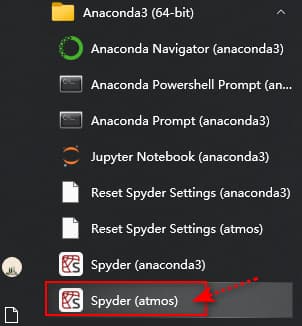 Anaconda3 (64-bit)
Anaconda Navigator (anaconda3)
Anaconda Powershell Prompt (an...
Anaconda Prompt (anaconda3)
Jupyter Notebook (anaconda3)
Reset Spyder Settings (anaconda3)
Reset Spyder Settings (atmos)
Spyder (anaconda3)
Spyder (atmos)